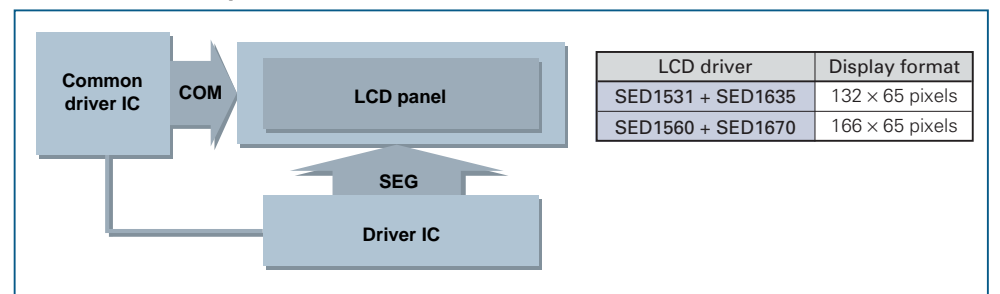 Common
driver IC
COM
LCD panel
SEG
Driver IC
LCD driver Display format
SED1531 + SED1635 132 × 65 pixels
SED1560 + SED1670 166 × 65 pixels